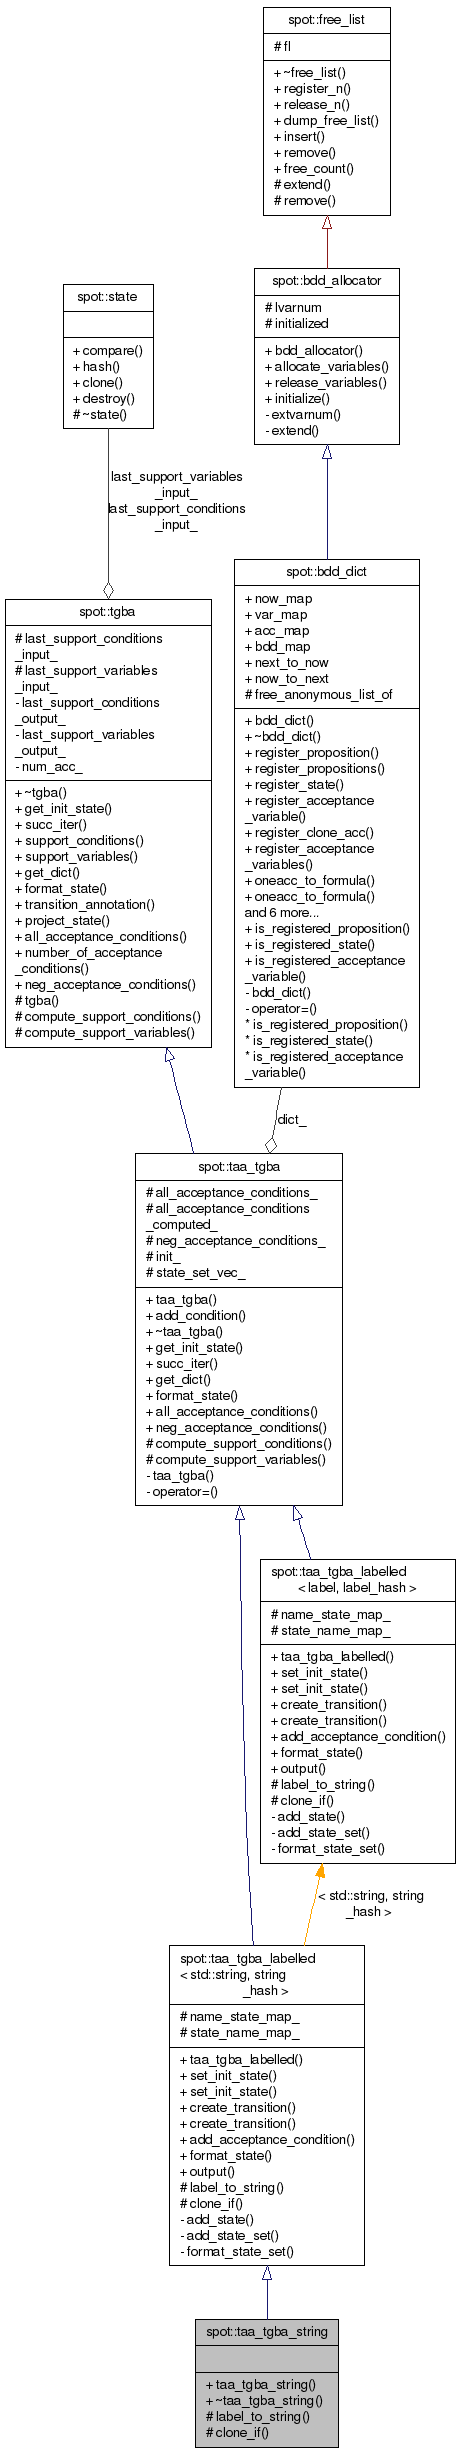 spot::free_list
# fl
+ ~free_list()
+ register_n()
+ release_n()
+ dump_free_list()
+ insert()
+ remove()
+ free_count()
# extend()
# remove()
spot::bdd_allocator
# lvarnum
# initialized
+ bdd_allocator()
+ allocate_variables()
+ release_variables()
+ initialize()
- extvarnum()
- extend()
spot::state
+ compare()
+ hash()
+ clone()
+ destroy()
# ~state()
last_support_variables
_input_
last_support_conditions
_input_
spot::bdd_dict
+ now_map
+ var_map
+ acc_map
+ bdd_map
+ next_to_now
+ now_to_next
# free_anonymous_list_of
+ bdd_dict()
+ ~bdd_dict()
+ register_proposition()
+ register_propositions()
+ register_state()
+ register_acceptance
_variable()
+ register_clone_acc()
+ register_acceptance
_variables()
+ oneacc_to_formula()
+ oneacc_to_formula()
and 6 more...
+ is_registered_proposition()
+ is_registered_state()
+ is_registered_acceptance
_variable()
- bdd_dict()
- operator=()
* is_registered_proposition()
* is_registered_state()
* is_registered_acceptance
_variable()
spot::tgba
# last_support_conditions
_input_
# last_support_variables
_input_
- last_support_conditions
_output_
- last_support_variables
_output_
- num_acc_
+ ~tgba()
+ get_init_state()
+ succ_iter()
+ support_conditions()
+ support_variables()
+ get_dict()
+ format_state()
+ transition_annotation()
+ project_state()
+ all_acceptance_conditions()
+ number_of_acceptance
_conditions()
+ neg_acceptance_conditions()
# tgba()
# compute_support_conditions()
# compute_support_variables()
dict_
spot::taa_tgba
# all_acceptance_conditions_
# all_acceptance_conditions
_computed_
# neg_acceptance_conditions_
# init_
# state_set_vec_
+ taa_tgba()
+ add_condition()
+ ~taa_tgba()
+ get_init_state()
+ succ_iter()
+ get_dict()
+ format_state()
+ all_acceptance_conditions()
+ neg_acceptance_conditions()
# compute_support_conditions()
# compute_support_variables()
- taa_tgba()
- operator=()
spot::taa_tgba_labelled
< label, label_hash >
# name_state_map_
# state_name_map_
+ taa_tgba_labelled()
+ set_init_state()
+ set_init_state()
+ create_transition()
+ create_transition()
+ add_acceptance_condition()
+ format_state()
+ output()
# label_to_string()
# clone_if()
- add_state()
- add_state_set()
- format_state_set()
< std::string, string
_hash >
spot::taa_tgba_labelled
< std::string, string
_hash >
# name_state_map_
# state_name_map_
+ taa_tgba_labelled()
+ set_init_state()
+ set_init_state()
+ create_transition()
+ create_transition()
+ add_acceptance_condition()
+ format_state()
+ output()
# label_to_string()
# clone_if()
- add_state()
- add_state_set()
- format_state_set()
spot::taa_tgba_string
+ taa_tgba_string()
+ ~taa_tgba_string()
# label_to_string()
# clone_if()